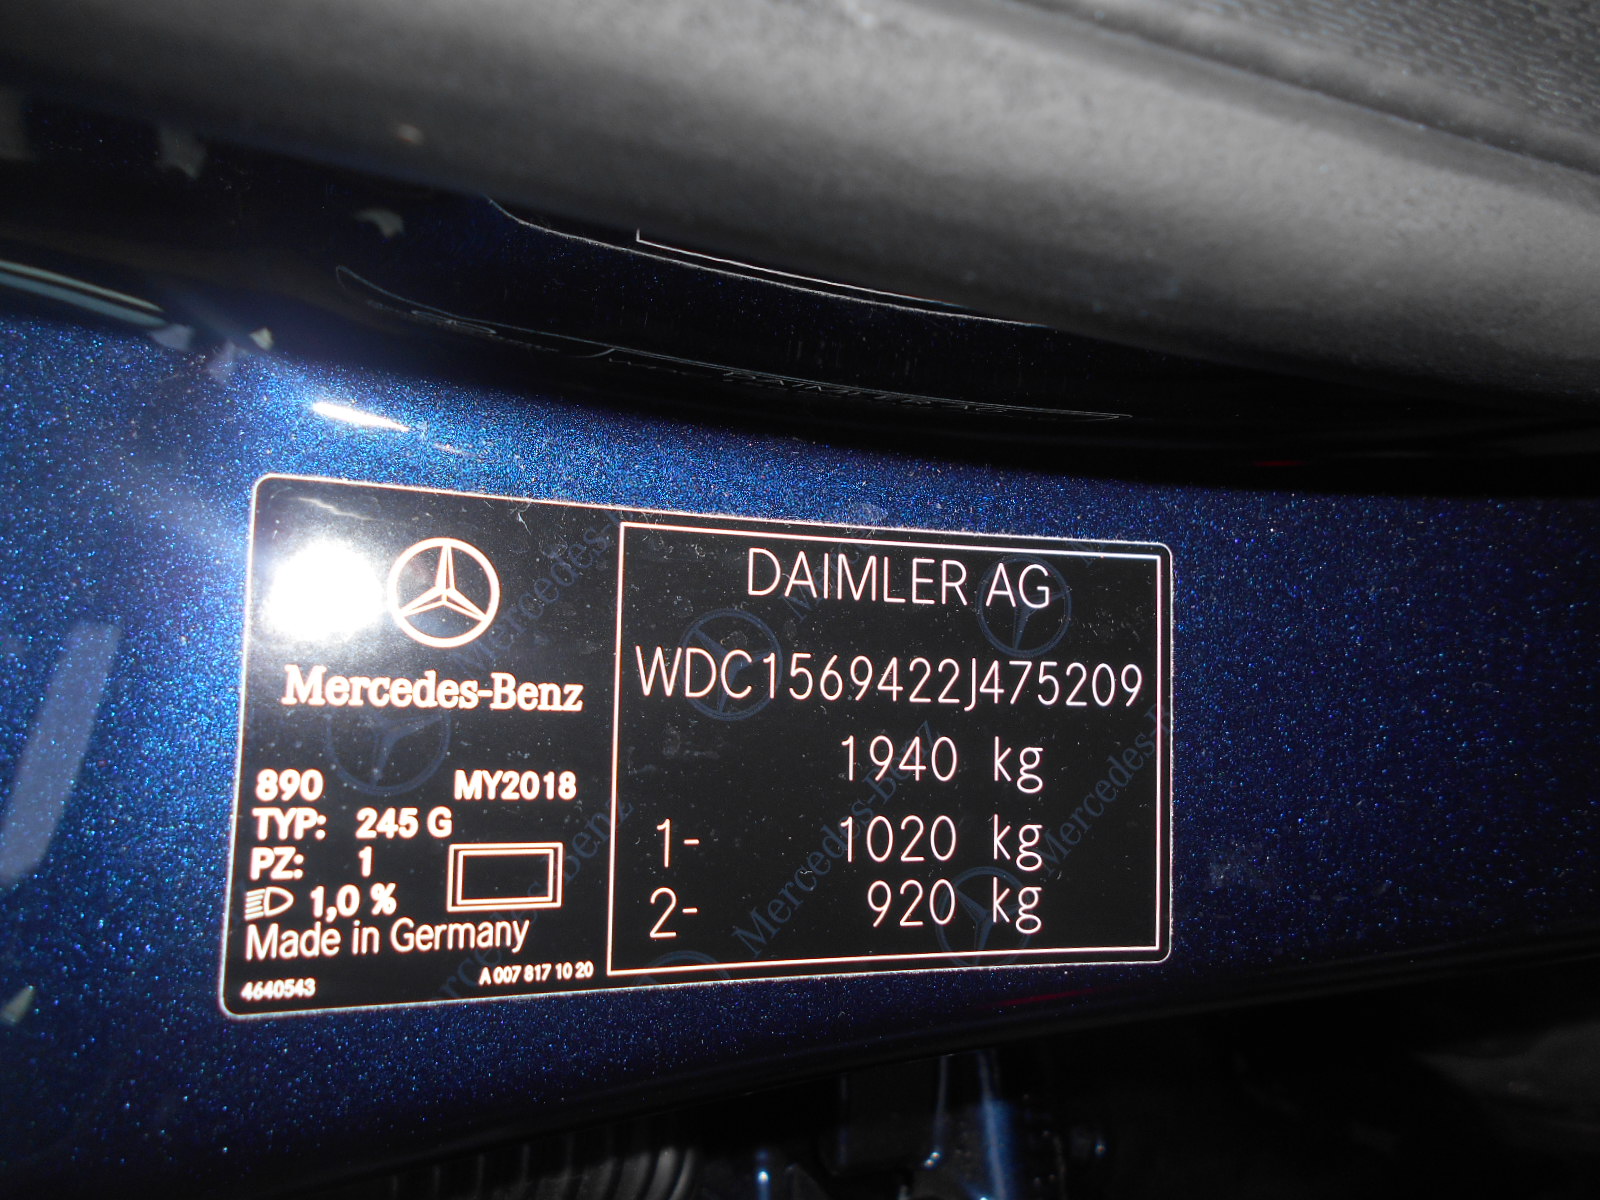 Mercedes-Benz
890 MY2018
TYP: 245 G
PZ: 1
1,0 %
Made in Germany
4640543 A 007 817 10 20
DAIMLER AG
WDC1569422J475209
1940 kg
1- 1020 kg
2- 920 kg